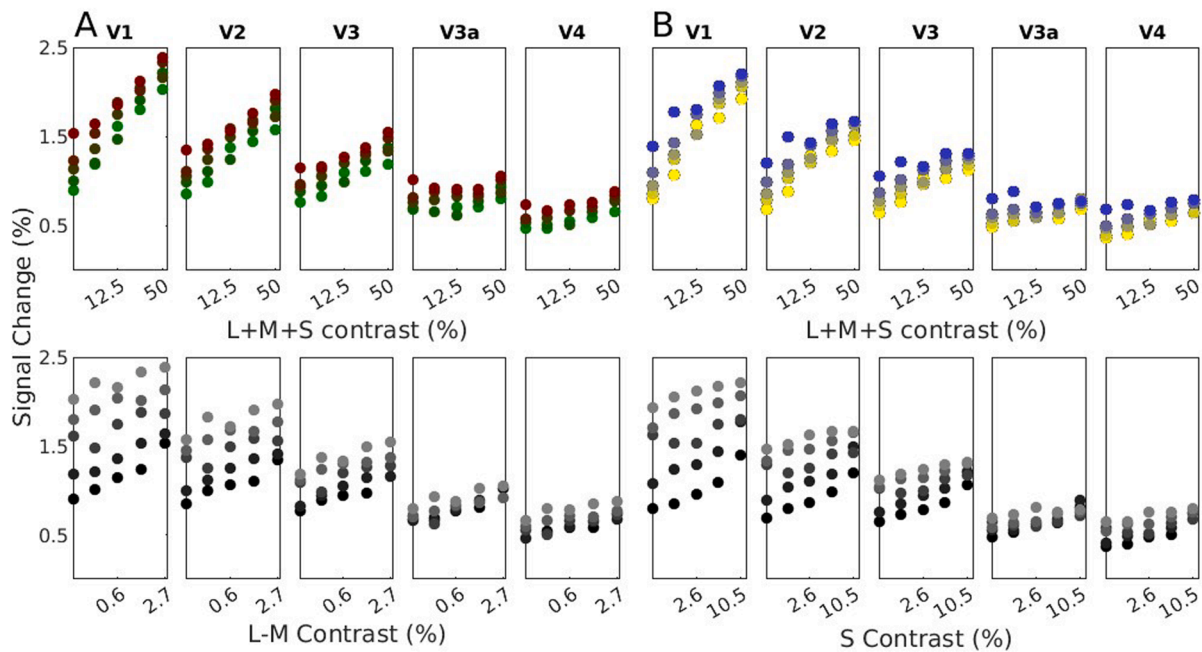 A B
V1 V2 V3 V3a V4 V1 V2 V3 V3a V4
2.5
1.5
0.5
12.5 50 12.5 50 12.5 50 12.5 50 12.5 50 12.5 50 12.5 50 12.5 50 12.5 50 12.5 50
L+M+S contrast (%) L+M+S contrast (%)
Signal Change (%)
2.5
1.5
0.5
0.6 2.7 0.6 2.7 0.6 2.7 0.6 2.7 0.6 2.7 2.6 10.5 2.6 10.5 2.6 10.5 2.6 10.5 2.6 10.5
L-M Contrast (%) S Contrast (%)